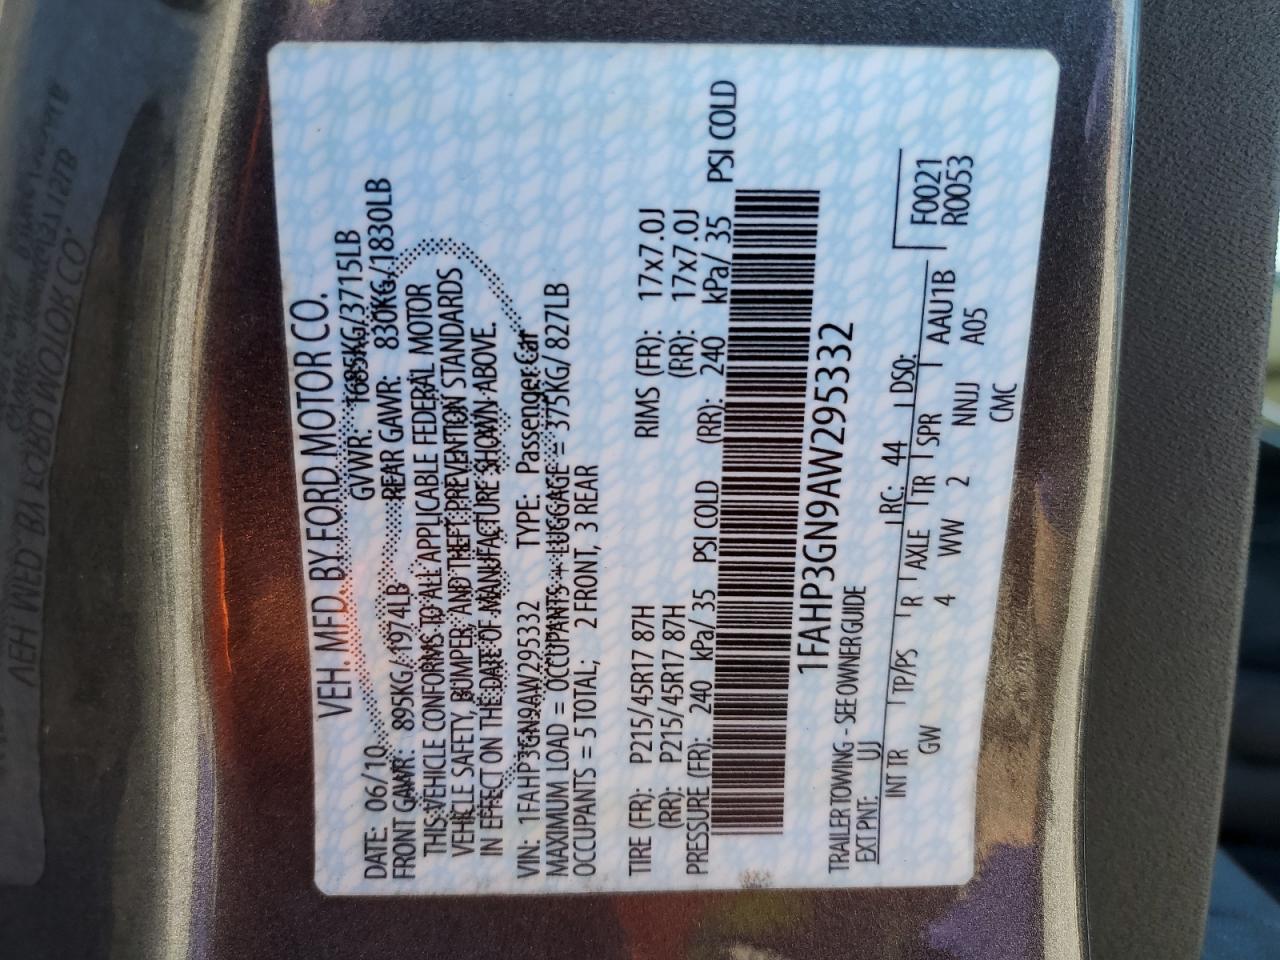 VEH. MFD. BY FORD MOTOR CO.
DATE: 06/10 GVWR: 1685KG/3715LB
FRONT GAWR: 895KG/1974LB REAR GAWR: 830KG/1830LB
THIS VEHICLE CONFORMS TO ALL APPLICABLE FEDERAL MOTOR
VEHICLE SAFETY, BUMPER, AND THEFT PREVENTION STANDARDS
IN EFFECT ON THE DATE OF MANUFACTURE SHOWN ABOVE.
VIN: 1FAHP3GN9AW295332 TYPE: Passenger Car
MAXIMUM LOAD = OCCUPANTS + LUGGAGE = 375KG/ 827LB
OCCUPANTS = 5 TOTAL; 2 FRONT, 3 REAR
TIRE (FR): P215/45R17 87H RIMS (FR): 17x7.0J
(RR): P215/45R17 87H (RR): 17x7.0J
PRESSURE (FR): 240 kPa/ 35 PSI COLD (RR): 240 kPa/ 35 PSI COLD
1FAHP3GN9AW295332
TRAILER TOWING - SEE OWNER GUIDE
EXT PNT: UJ RC: 44 DSO: F0021
INT TR TP/PS R AXLE TR SPR R0053
GW 4 WW 2 NNJJ AAU1B
A05
CMC